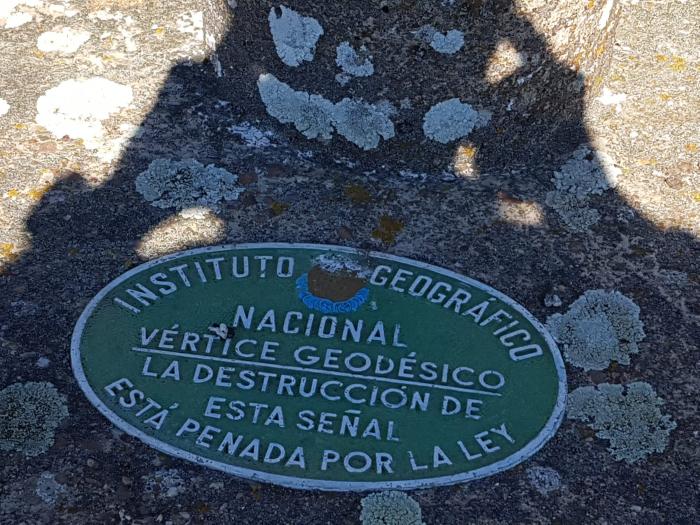 INSTITUTO GEOGRÁFICO
NACIONAL
VÉRTICE GEODÉSICO
LA DESTRUCCIÓN DE
ESTA SEÑAL
ESTÁ PENADA POR LA LEY